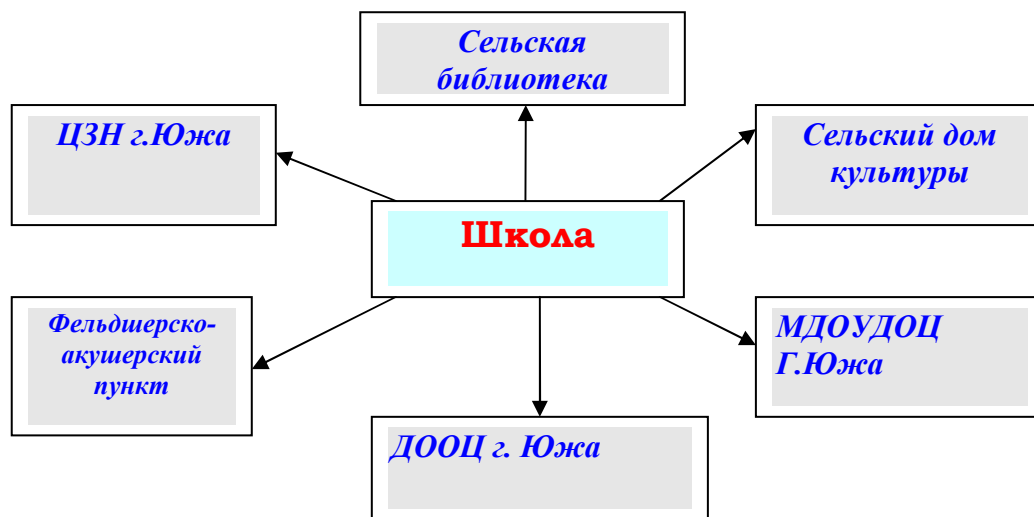 Сельская
библиотека
ЦЗН г.Южа
Сельский дом
культуры
Школа
Фельдшерско-
акушерский
пункт
МДОУДОЦ
Г.Южа
ДООЦ г. Южа